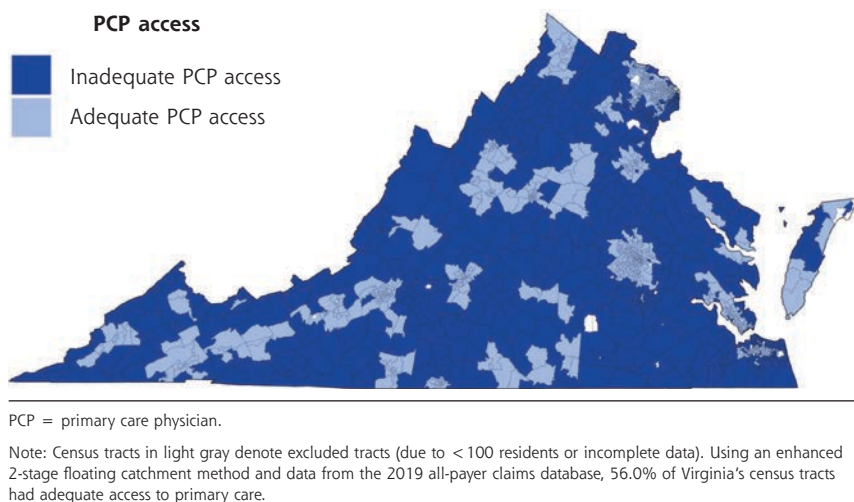 PCP access
Inadequate PCP access
Adequate PCP access
PCP = primary care physician.
Note: Census tracts in light gray denote excluded tracts (due to <100 residents or incomplete data). Using an enhanced
2-stage floating catchment method and data from the 2019 all-payer claims database, 56.0% of Virginia's census tracts
had adequate access to primary care.